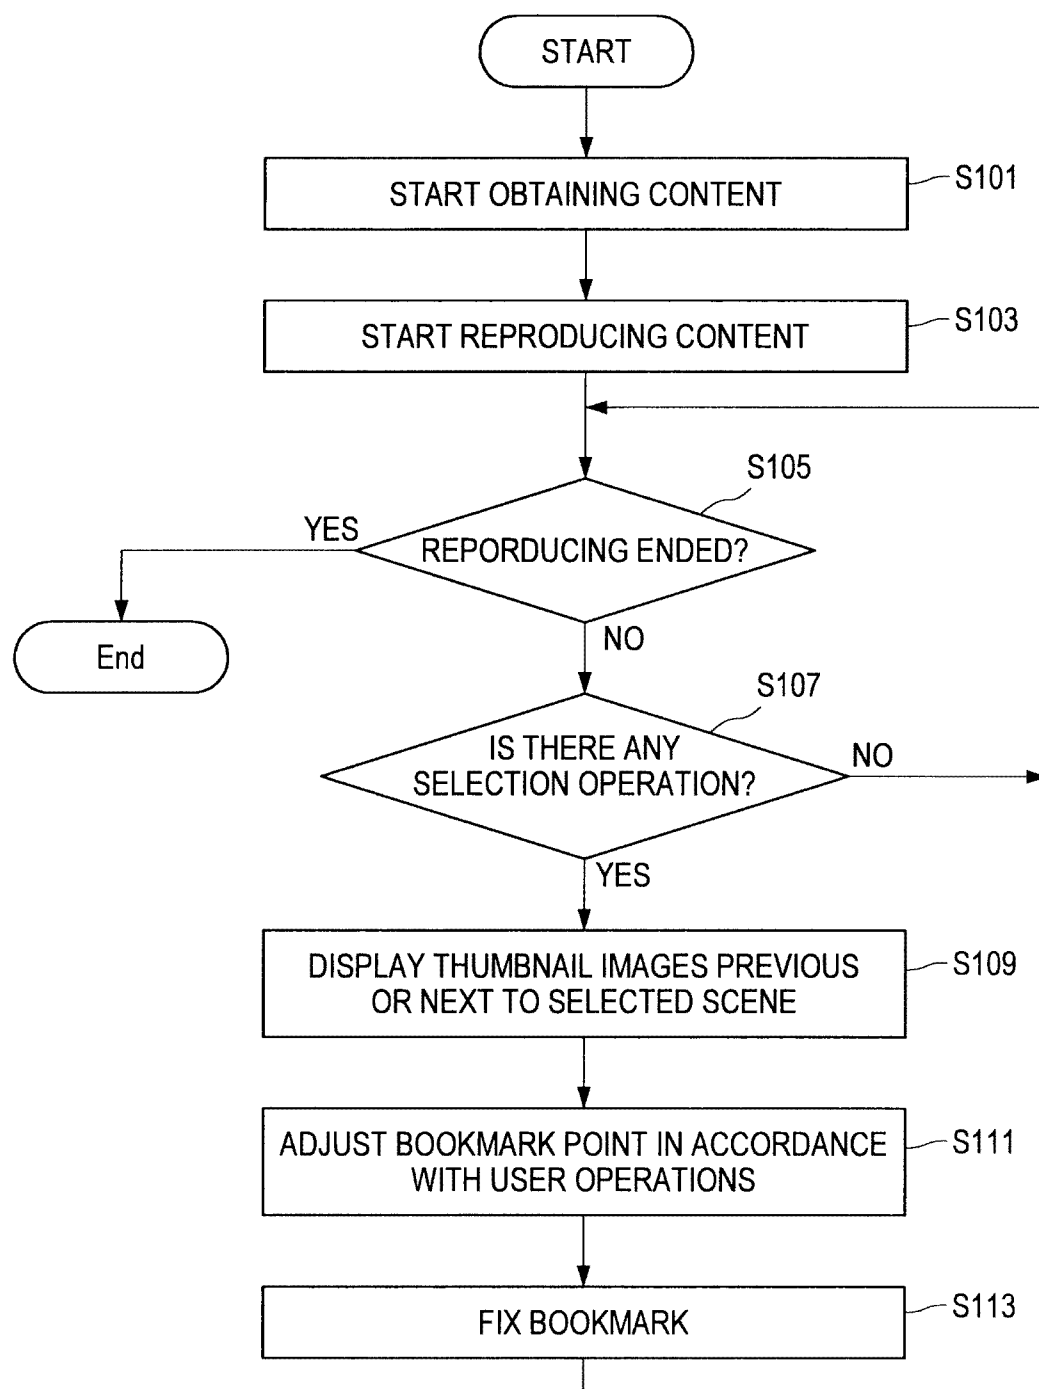 START
START OBTAINING CONTENT
S101
START REPRODUCING CONTENT
S103
S105
YES
REPORDUCING ENDED?
End
NO
S107
IS THERE ANY
SELECTION OPERATION?
NO
YES
DISPLAY THUMBNAIL IMAGES PREVIOUS
OR NEXT TO SELECTED SCENE
S109
ADJUST BOOKMARK POINT IN ACCORDANCE
WITH USER OPERATIONS
S111
FIX BOOKMARK
S113